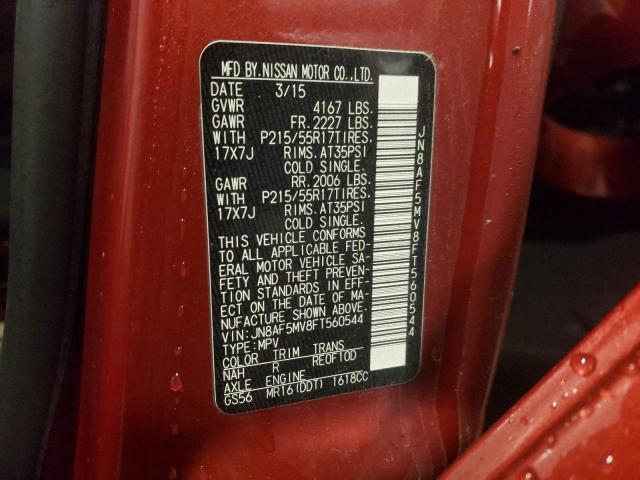 MFD BY.NISSAN MOTOR CO.,LTD.
DATE 3/15
GVWR 4167 LBS.
GAWR FR. 2227 LBS.
WITH P215/55R17TIRES.
17X7J RIMS. AT35PSI
COLD SINGLE.
GAWR RR. 2006 LBS.
WITH P215/55R17TIRES.
17X7J RIMS. AT35PSI
COLD SINGLE.
THIS VEHICLE CONFORMS
TO ALL APPLICABLE FED-
ERAL MOTOR VEHICLE SA-
FETY AND THEFT PREVEN-
TION STANDARDS IN EFF-
ECT ON THE DATE OF MA-
NUFACTURE SHOWN ABOVE.
VIN:JN8AF5MV8FT560544
TYPE:MPV
COLOR TRIM TRANS
NAH R RE0F10D
AXLE ENGINE
GS56 MR16(DDT) 1618CC
JN8AF5MV8FT560544